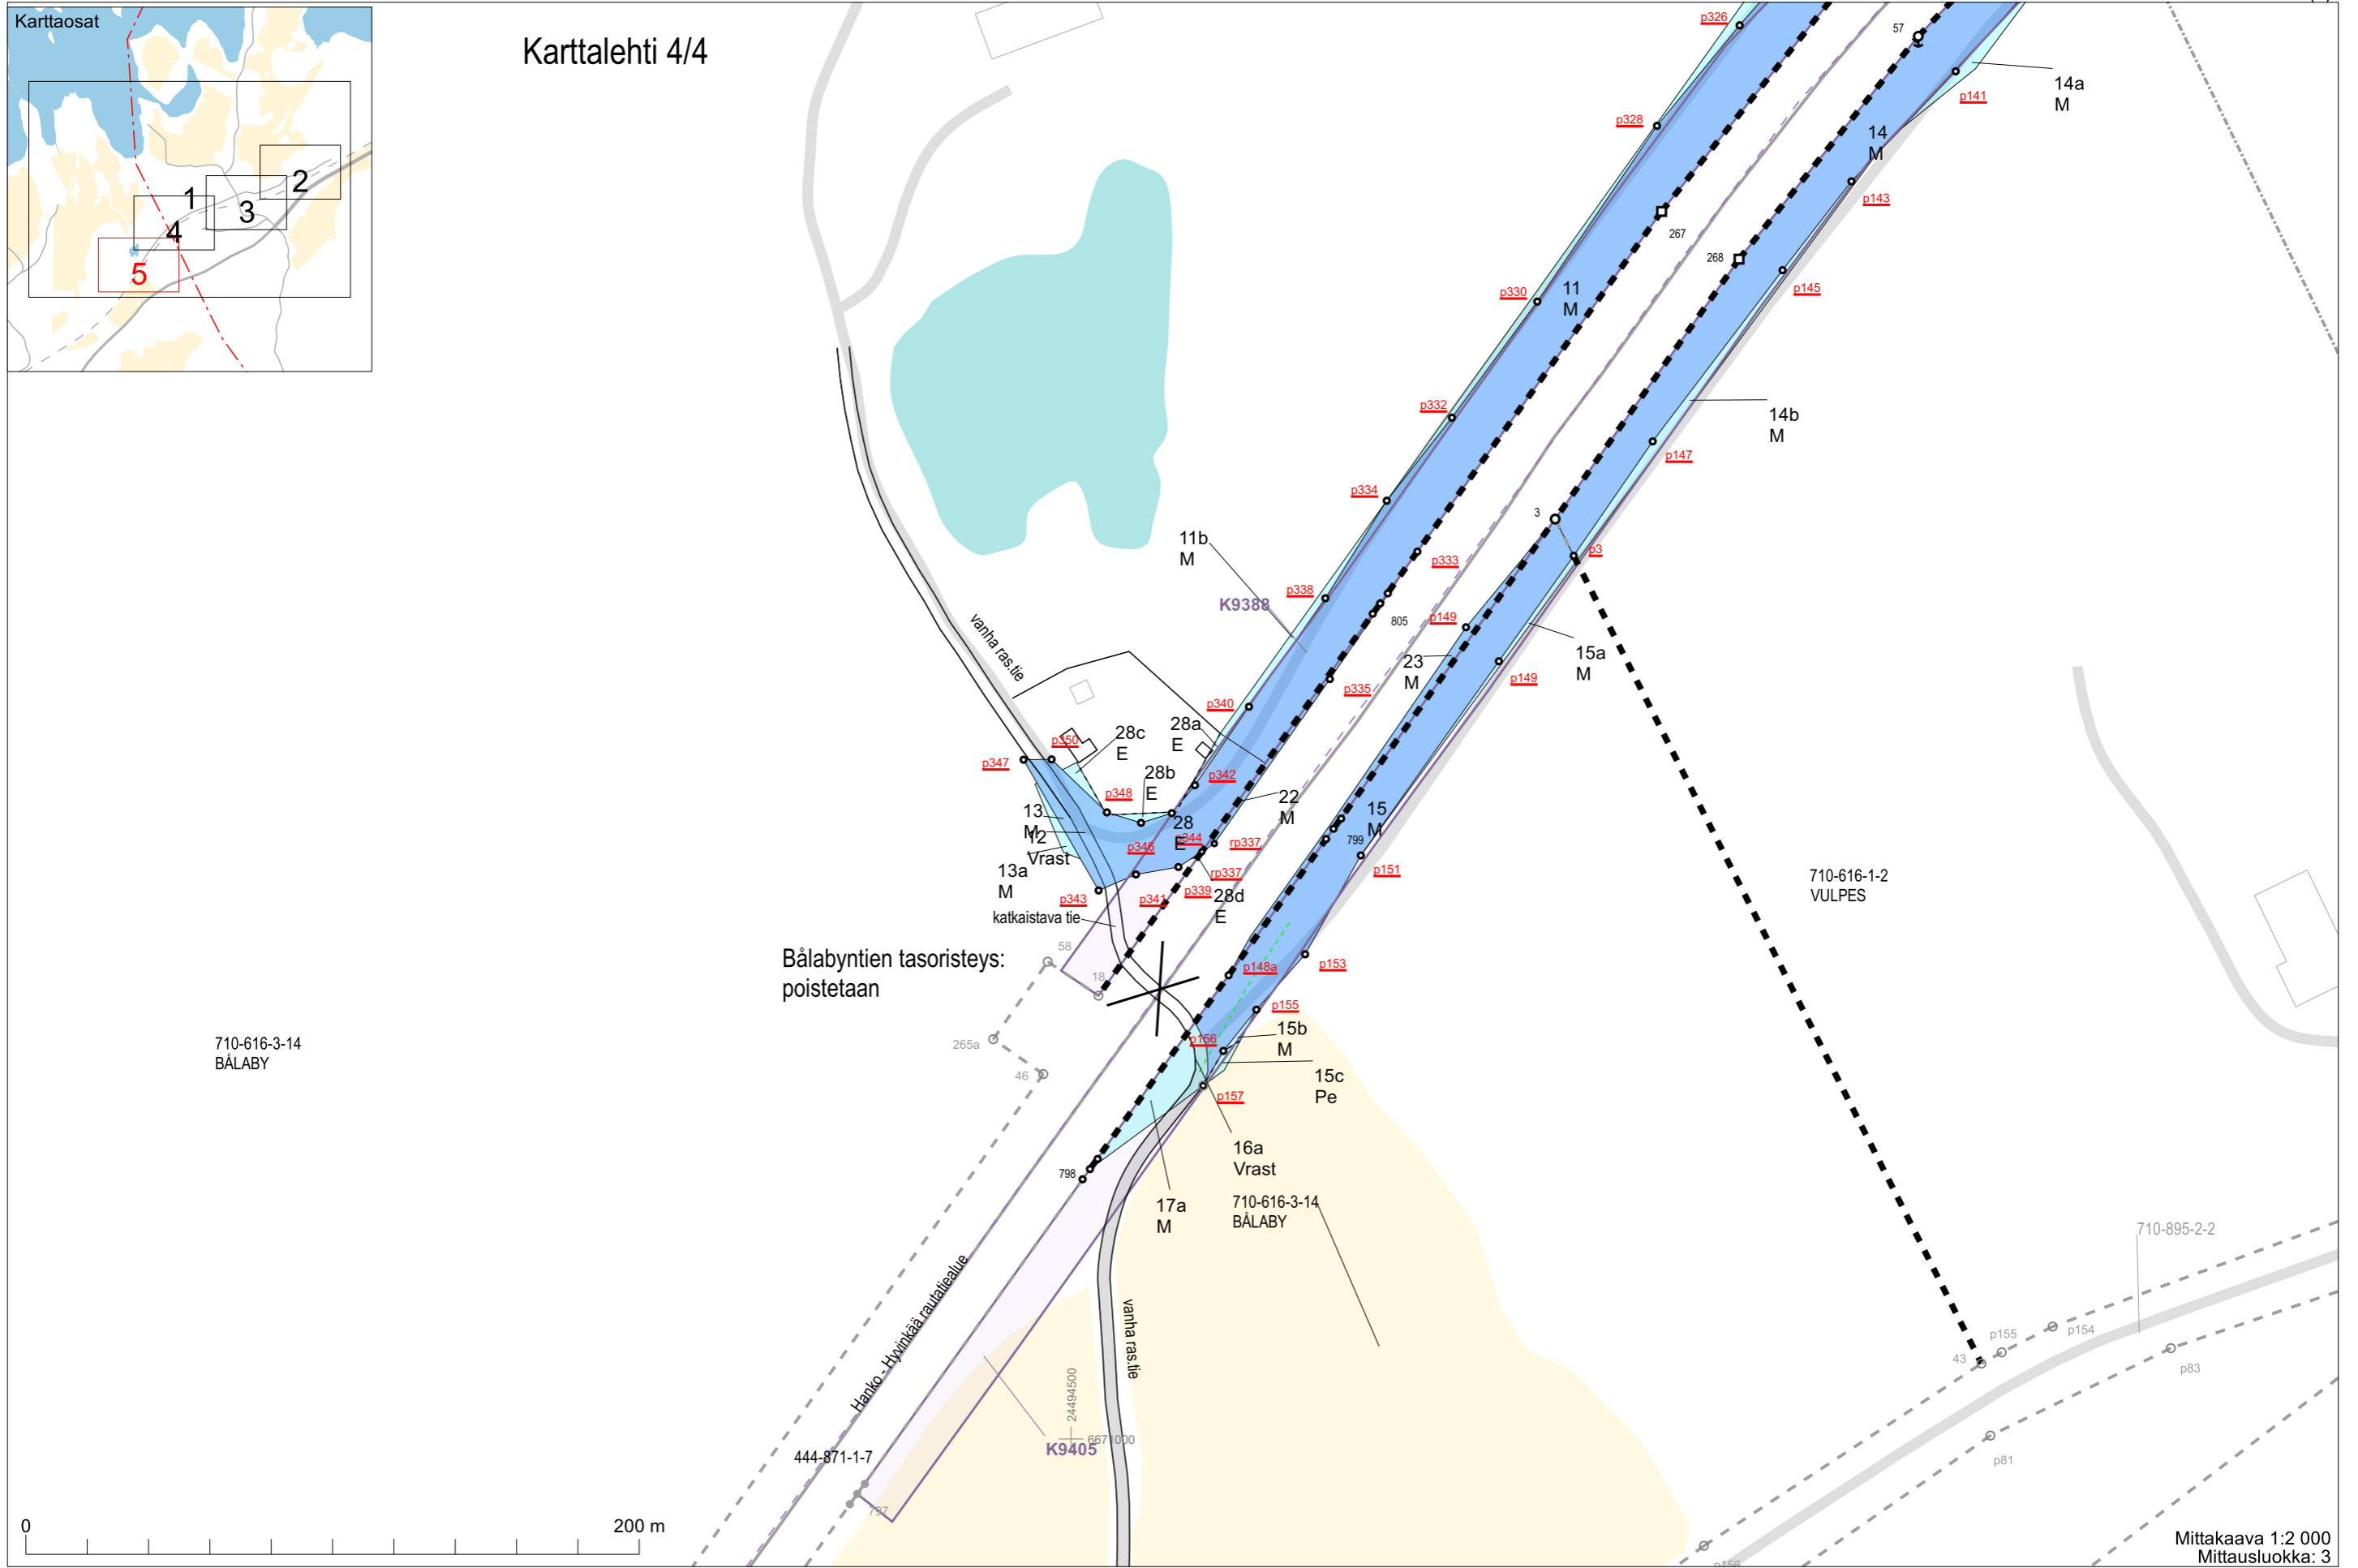 Karttaosat
1
2
3
4
5
Karttalehti 4/4
p326
57
14a
M
p141
p328
14
M
p143
267
268
p145
p330
11
M
p332
14b
M
p147
p334
3
11b
M
p333
p3
p338
K9388
805
p149
vanha ras.tie
23
M
15a
M
p149
p335
p340
28a
E
28c
E
p350
p347
28b
E
p342
p348
22
M
15
M
13
M
12
Vrast
28
E
p344
p346
rp337
799
rp337
p151
13a
M
p343
p341
p339
28d
E
710-616-1-2
VULPES
katkaistava tie
58
Bålabyntien tasoristeys:
poistetaan
18
p148a
p153
p155
265a
15b
M
p156
710-616-3-14
BÅLABY
46
15c
Pe
p157
16a
Vrast
798
17a
M
710-616-3-14
BÅLABY
710-895-2-2
Hanko - Hyvinkää rautatiealue
vanha ras.tie
p155
p154
43
p83
24494500
6671000
K9405
p81
444-871-1-7
797
0
200 m
p156
Mittakaava 1:2 000
Mittausluokka: 3